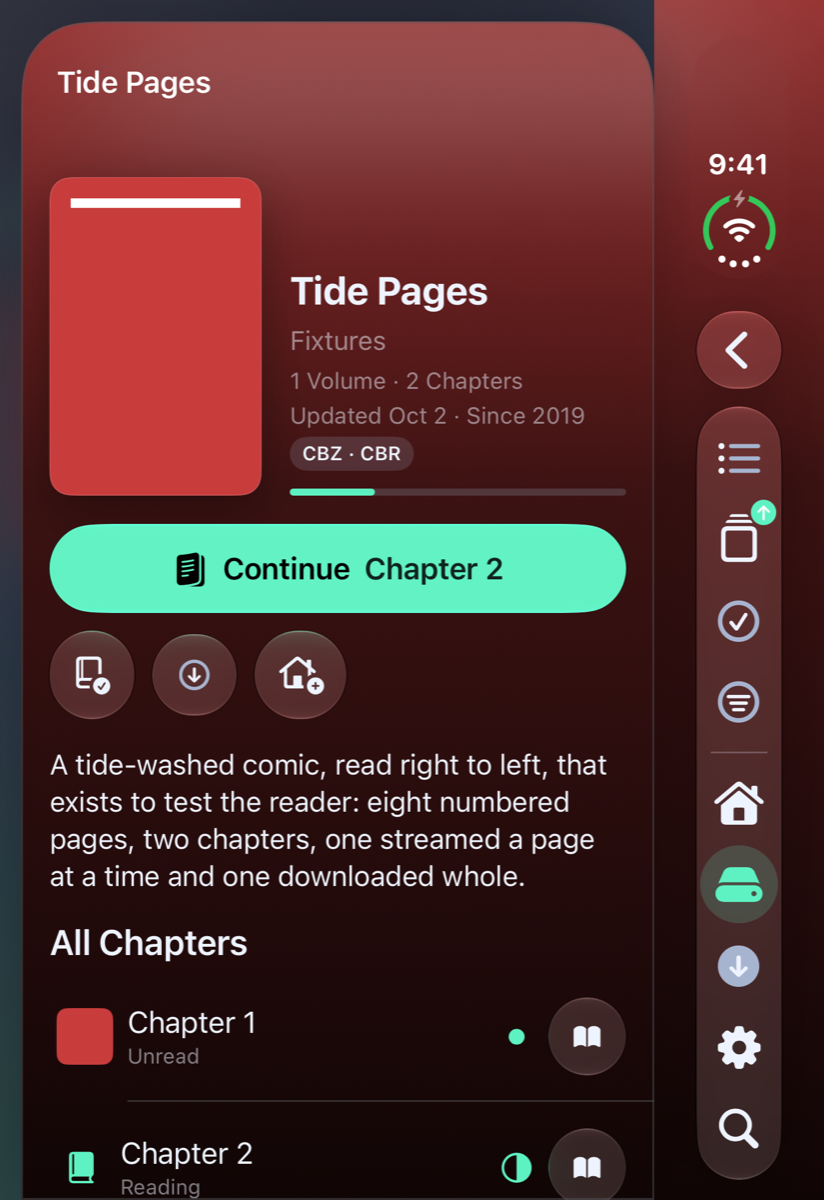 Tide Pages
9:41
Tide Pages
Fixtures
1 Volume · 2 Chapters
Updated Oct 2 · Since 2019
CBZ · CBR
Continue Chapter 2
A tide-washed comic, read right to left, that
exists to test the reader: eight numbered
pages, two chapters, one streamed a page
at a time and one downloaded whole.
All Chapters
Chapter 1
Unread
Chapter 2
Reading